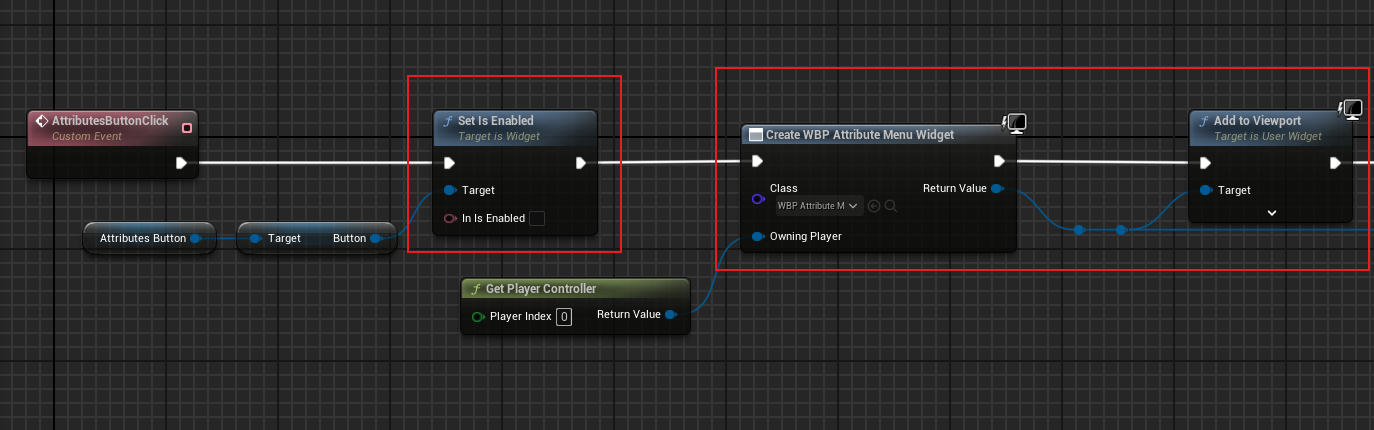 AttributesButtonClick
Custom Event
Attributes Button
Target
Button
f Set Is Enabled
Target is Widget
Target
In Is Enabled
f Get Player Controller
Player Index 0
Return Value
Create WBP Attribute Menu Widget
Class
WBP Attribute M
Return Value
Owning Player
f Add to Viewport
Target is User Widget
Target